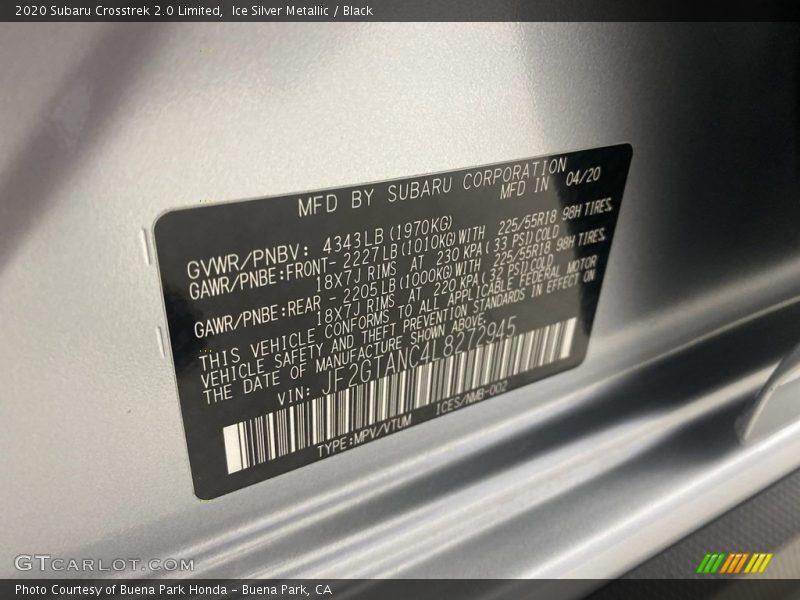 2020 Subaru Crosstrek 2.0 Limited, Ice Silver Metallic / Black
MFD BY SUBARU CORPORATION
MFD IN 04/20
GVWR/PNBV: 4343LB(1970KG)
GAWR/PNBE:FRONT- 2227LB(1010KG)WITH 225/55R18 98H TIRES,
18X7J RIMS AT 230 KPA( 33 PSI)COLD
GAWR/PNBE:REAR - 2205LB(1000KG)WITH 225/55R18 98H TIRES,
18X7J RIMS AT 220 KPA( 32 PSI)COLD
THIS VEHICLE CONFORMS TO ALL APPLICABLE FEDERAL MOTOR
VEHICLE SAFETY AND THEFT PREVENTION STANDARDS IN EFFECT ON
THE DATE OF MANUFACTURE SHOWN ABOVE.
VIN: JF2GTANC4L8272945
TYPE:MPV/VTUM ICES/NMB-002
GTCARLOT.COM
Photo Courtesy of Buena Park Honda – Buena Park, CA